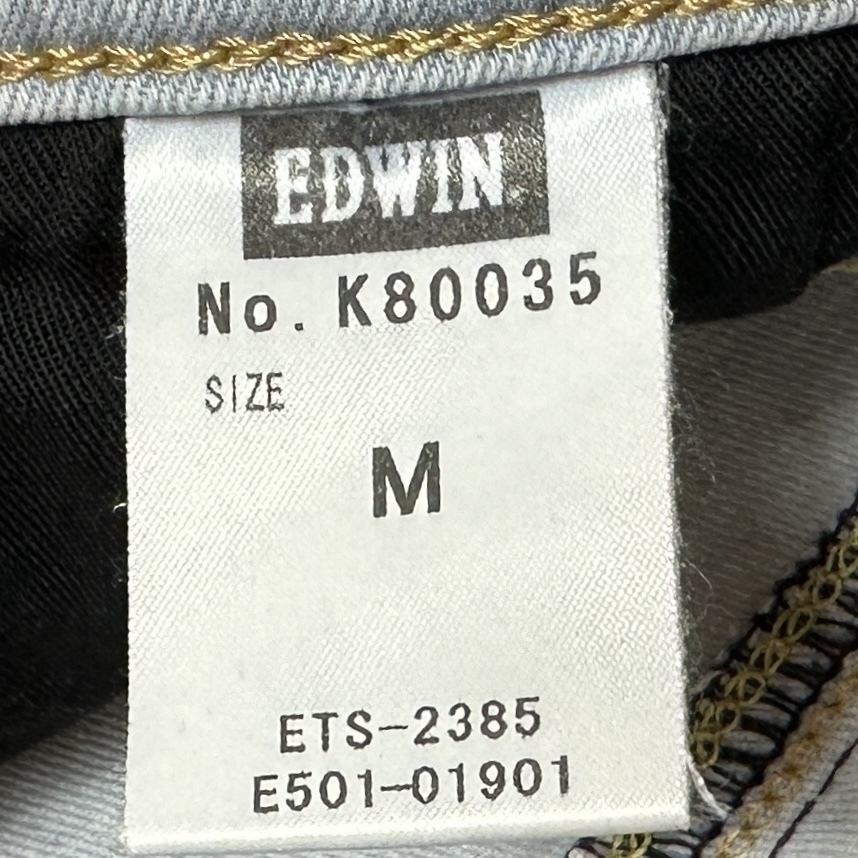 EDWIN
No. K80035
SIZE
M
ETS-2385
E501-01901